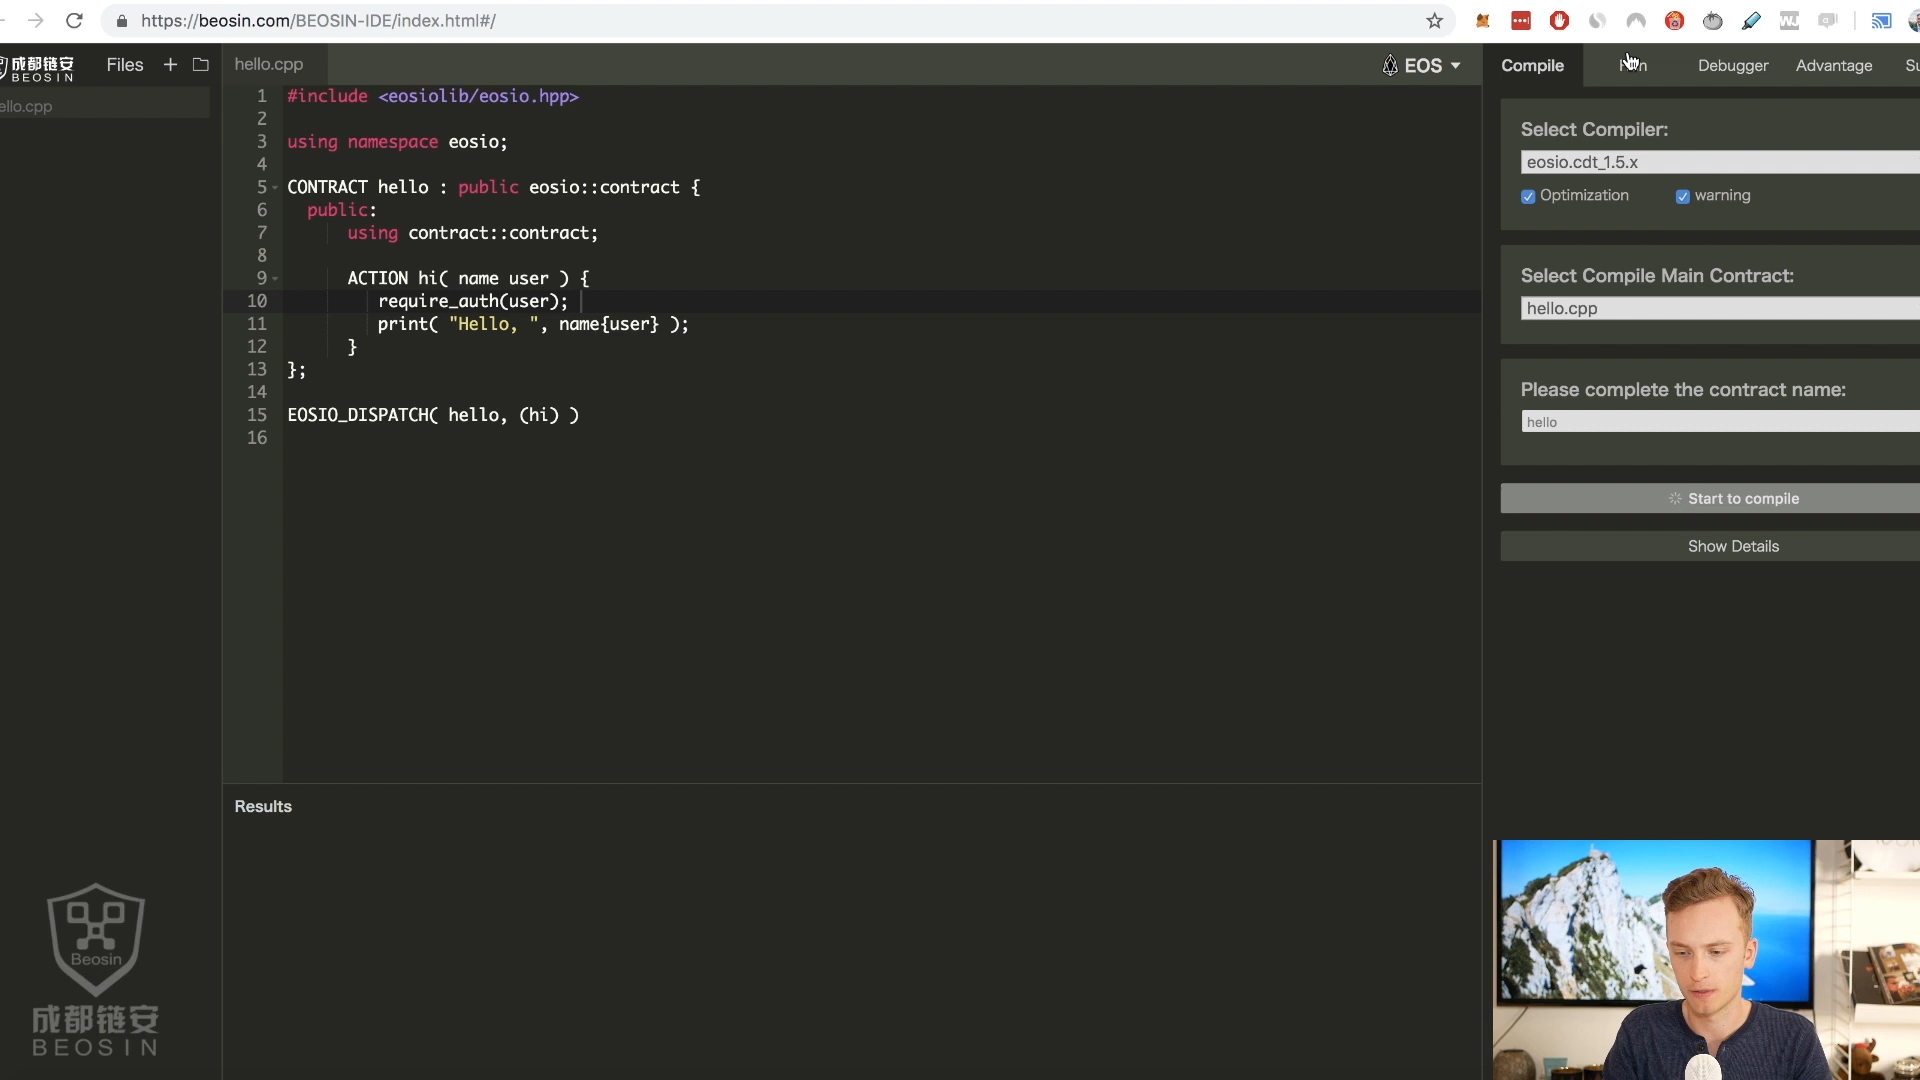 https://beosin.com/BEOSIN-IDE/index.html#/
成都链安
BEOSIN
Files
hello.cpp
EOS
Compile
Debugger
Advantage
ello.cpp
1 #include <eosiolib/eosio.hpp>
2
3 using namespace eosio;
4
5 CONTRACT hello : public eosio::contract {
6 public:
7 using contract::contract;
8
9 ACTION hi( name user ) {
10 require_auth(user);
11 print( "Hello, ", name{user} );
12 }
13 };
14
15 EOSIO_DISPATCH( hello, (hi) )
16
Select Compiler:
eosio.cdt_1.5.x
Optimization
warning
Select Compile Main Contract:
hello.cpp
Please complete the contract name:
hello
Start to compile
Show Details
Results
Beosin
成都链安
BEOSIN